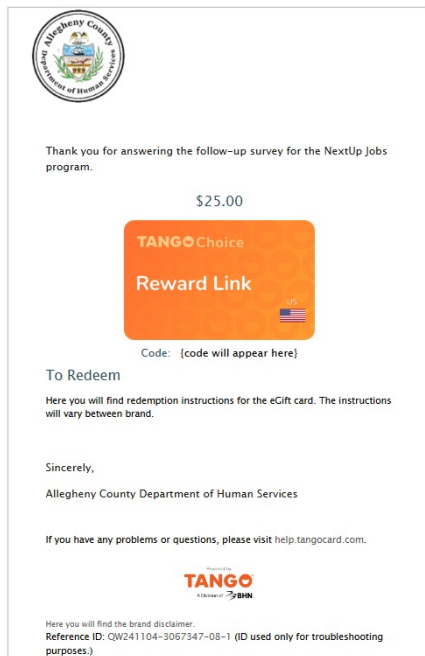 Allegheny County
Department of Human Services
Thank you for answering the follow-up survey for the NextUp Jobs
program.
$25.00
TANGO Choice
Reward Link
US
Code: {code will appear here}
To Redeem
Here you will find redemption instructions for the eGift card. The instructions
will vary between brand.
Sincerely,
Allegheny County Department of Human Services
If you have any problems or questions, please visit help.tangocard.com.
Powered by
TANGO
A Division of BHN
Here you will find the brand disclaimer.
Reference ID: QW241104-3067347-08-1 (ID used only for troubleshooting
purposes.)